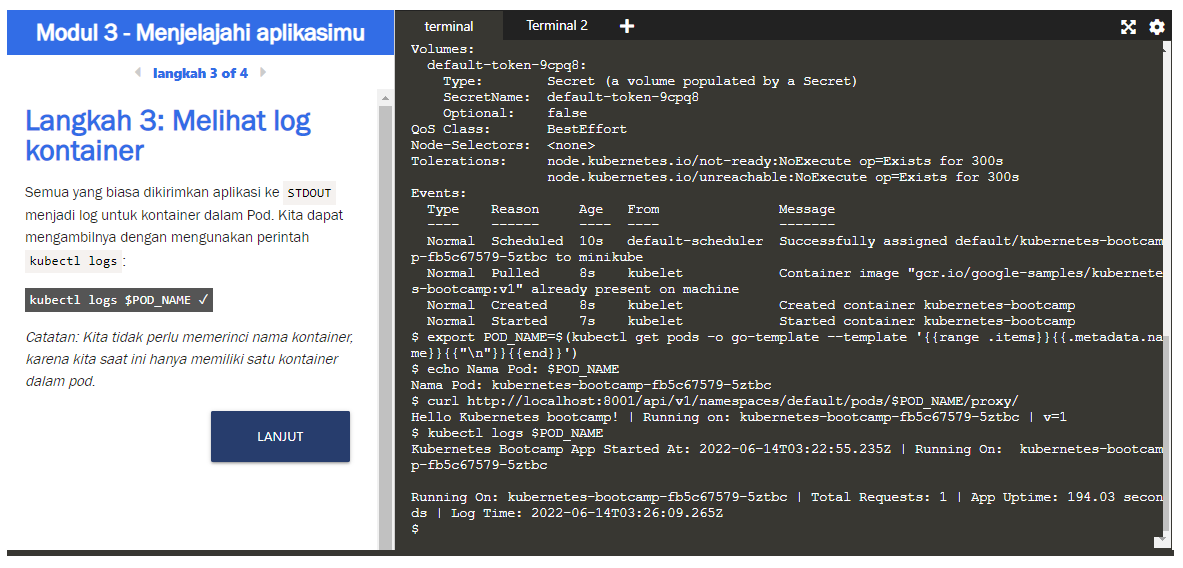 Modul 3 - Menjelajahi aplikasimu
langkah 3 of 4
Langkah 3: Melihat log
kontainer
Semua yang biasa dikirimkan aplikasi ke STDOUT
menjadi log untuk kontainer dalam Pod. Kita dapat
mengambilnya dengan mengunakan perintah
kubectl logs:
kubectl logs $POD_NAME ✓
Catatan: Kita tidak perlu memerinci nama kontainer,
karena kita saat ini hanya memiliki satu kontainer
dalam pod.
LANJUT
terminal
Terminal 2
+
Volumes:
default-token-9cpq8:
Type: Secret (a volume populated by a Secret)
SecretName: default-token-9cpq8
Optional: false
QoS Class: BestEffort
Node-Selectors: <none>
Tolerations: node.kubernetes.io/not-ready:NoExecute op=Exists for 300s
node.kubernetes.io/unreachable:NoExecute op=Exists for 300s
Events:
Type Reason Age From Message
---- ------ ---- ---- -------
Normal Scheduled 10s default-scheduler Successfully assigned default/kubernetes-bootcam
p-fb5c67579-5ztbc to minikube
Normal Pulled 8s kubelet Container image "gcr.io/google-samples/kubernete
s-bootcamp:v1" already present on machine
Normal Created 8s kubelet Created container kubernetes-bootcamp
Normal Started 7s kubelet Started container kubernetes-bootcamp
$ export POD_NAME=$(kubectl get pods -o go-template --template '{{range .items}}{{.metadata.na
me}}{{"\n"}}{{end}}')
$ echo Nama Pod: $POD_NAME
Nama Pod: kubernetes-bootcamp-fb5c67579-5ztbc
$ curl http://localhost:8001/api/v1/namespaces/default/pods/$POD_NAME/proxy/
Hello Kubernetes bootcamp! | Running on: kubernetes-bootcamp-fb5c67579-5ztbc | v=1
$ kubectl logs $POD_NAME
Kubernetes Bootcamp App Started At: 2022-06-14T03:22:55.235Z | Running On: kubernetes-bootcam
p-fb5c67579-5ztbc
Running On: kubernetes-bootcamp-fb5c67579-5ztbc | Total Requests: 1 | App Uptime: 194.03 secon
ds | Log Time: 2022-06-14T03:26:09.265Z
$